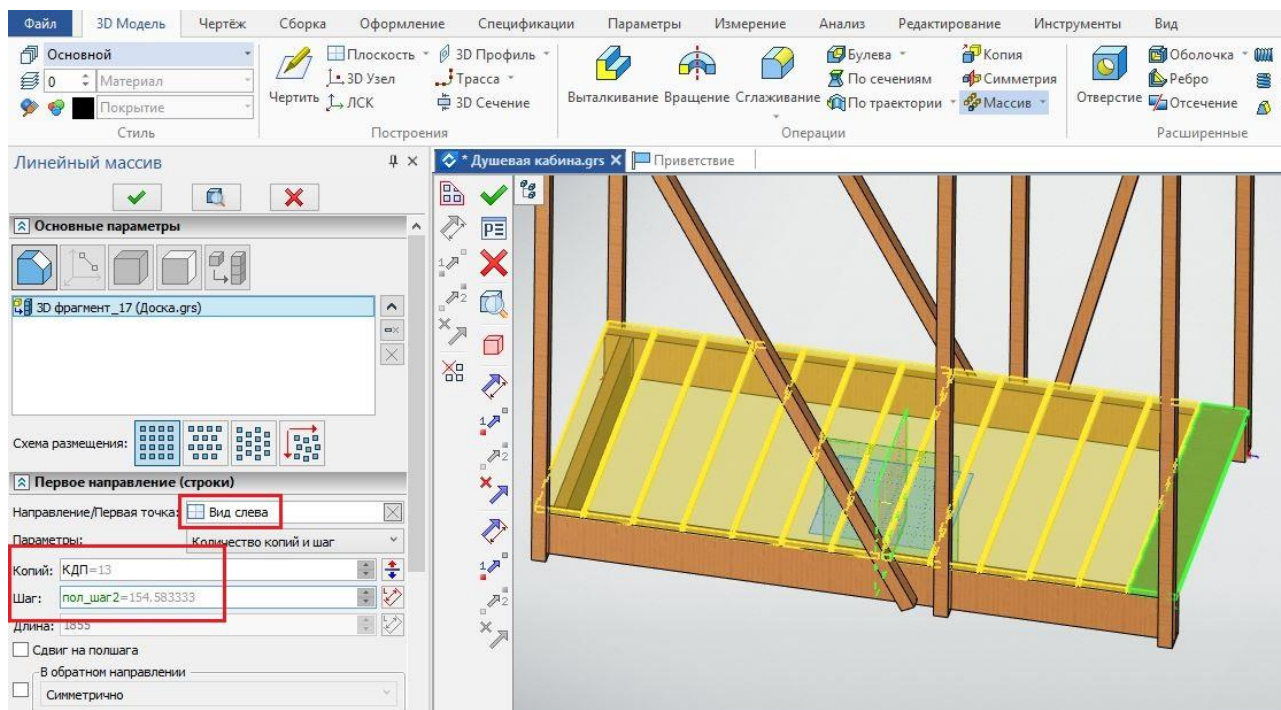 Файл 3D Модель Чертёж Сборка Оформление Спецификации Параметры Измерение Анализ Редактирование Инструменты Вид
Основной
0 Материал
Покрытие
Стиль
Чертить
Плоскость
3D Узел
ЛСК
3D Профиль
Трасса
3D Сечение
Построения
Выталкивание Вращение Сглаживание
Булева
По сечениям
По траектории
Копия
Симметрия
Массив
Операции
Отверстие
Оболочка
Ребро
Отсечение
Расширенные
Линейный массив
Основные параметры
3D фрагмент_17 (Доска.grs)
Схема размещения:
Первое направление (строки)
Направление/Первая точка: Вид слева
Параметры: Количество копий и шаг
Копий: КДП=13
Шаг: пол_шаг2=154.583333
Длина: 1855
Сдвиг на полшага
В обратном направлении
Симметрично
* Душевая кабина.grs Приветствие